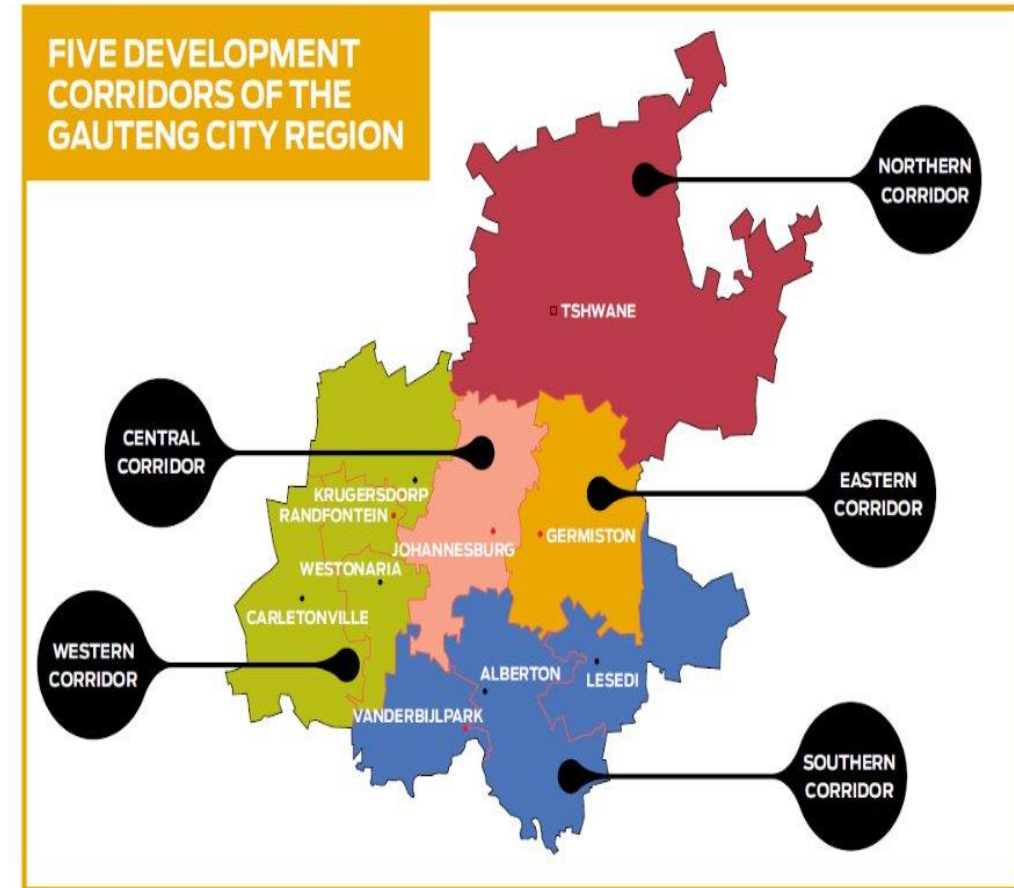 FIVE DEVELOPMENT
CORRIDORS OF THE
GAUTENG CITY REGION
NORTHERN
CORRIDOR
TSHWANE
CENTRAL
CORRIDOR
KRUGERSDORP
RANDFONTEIN
EASTERN
CORRIDOR
JOHANNESBURG
GERMISTON
WESTONARIA
CARLETONVILLE
WESTERN
CORRIDOR
ALBERTON
LESEDI
VANDERBIJLPARK
SOUTHERN
CORRIDOR